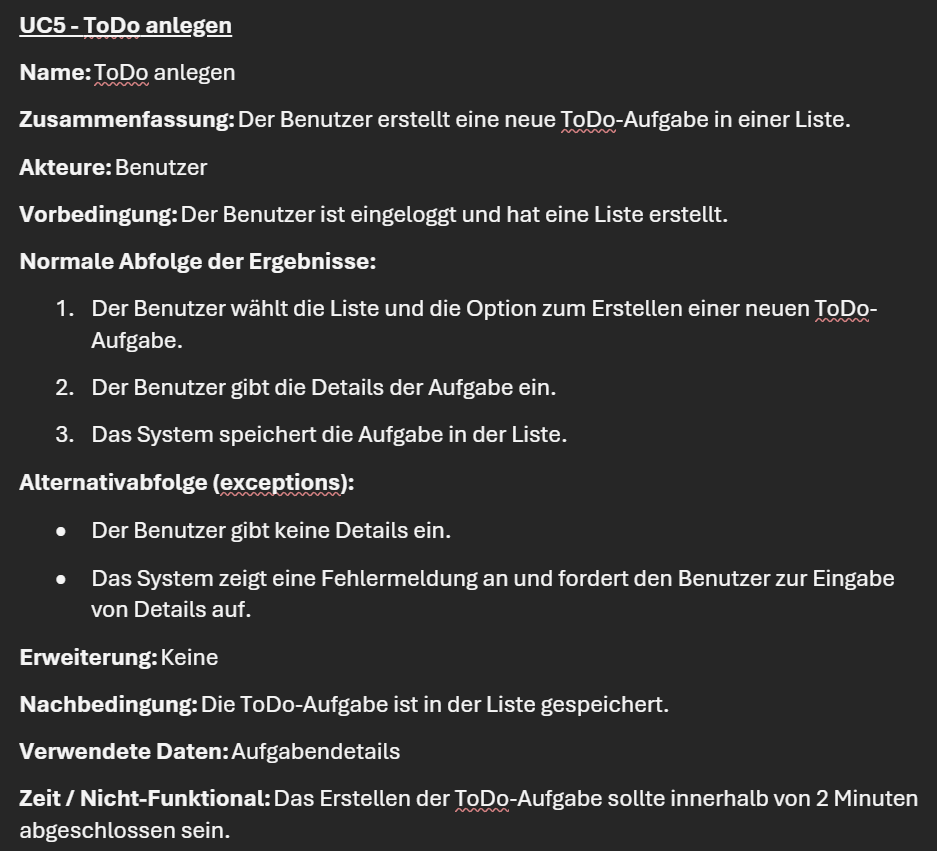 UC5 - ToDo anlegen
Name: ToDo anlegen
Zusammenfassung: Der Benutzer erstellt eine neue ToDo-Aufgabe in einer Liste.
Akteure: Benutzer
Vorbedingung: Der Benutzer ist eingeloggt und hat eine Liste erstellt.
Normale Abfolge der Ergebnisse:
1. Der Benutzer wählt die Liste und die Option zum Erstellen einer neuen ToDo-
Aufgabe.
2. Der Benutzer gibt die Details der Aufgabe ein.
3. Das System speichert die Aufgabe in der Liste.
Alternativabfolge (exceptions):
• Der Benutzer gibt keine Details ein.
• Das System zeigt eine Fehlermeldung an und fordert den Benutzer zur Eingabe
von Details auf.
Erweiterung: Keine
Nachbedingung: Die ToDo-Aufgabe ist in der Liste gespeichert.
Verwendete Daten: Aufgabendetails
Zeit / Nicht-Funktional: Das Erstellen der ToDo-Aufgabe sollte innerhalb von 2 Minuten
abgeschlossen sein.